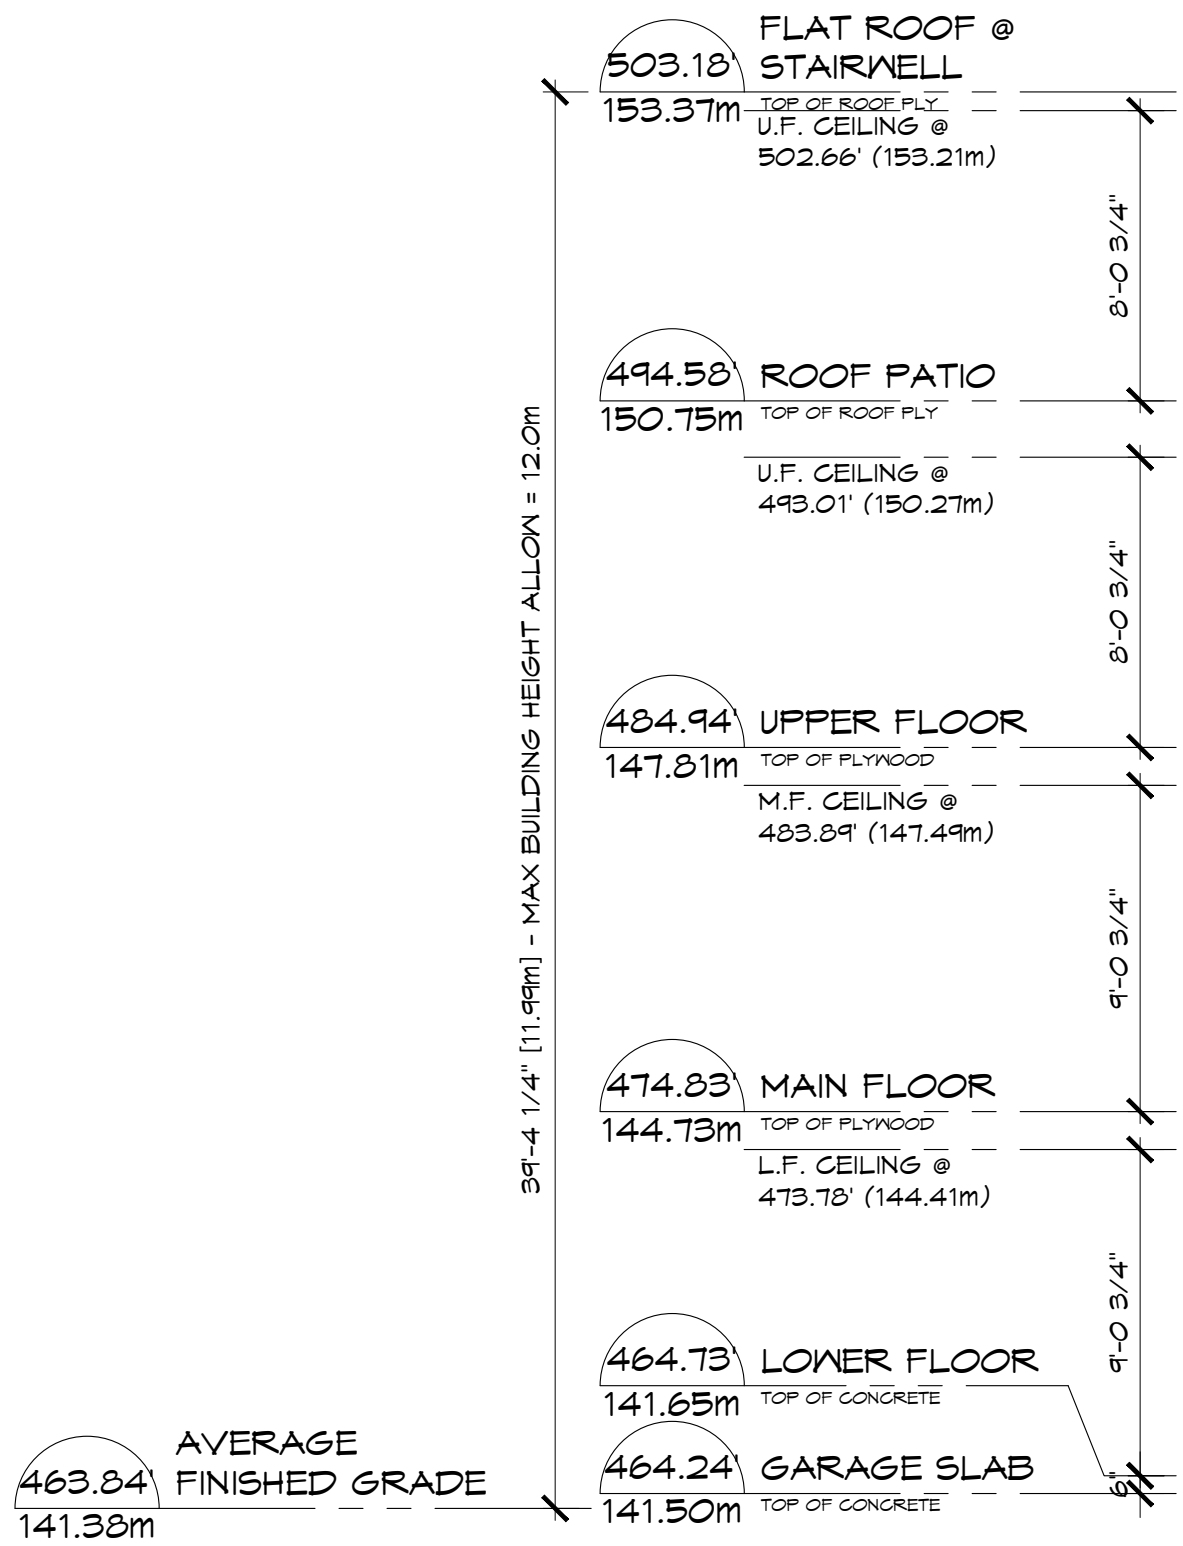 FLAT ROOF @
503.18' STAIRWELL
153.37m TOP OF ROOF PLY
U.F. CEILING @
502.66' (153.21m)
8'-0 3/4"
494.58' ROOF PATIO
150.75m TOP OF ROOF PLY
U.F. CEILING @
493.01' (150.27m)
39'-4 1/4" [11.99m] - MAX BUILDING HEIGHT ALLOW = 12.0m
8'-0 3/4"
484.94' UPPER FLOOR
147.81m TOP OF PLYWOOD
M.F. CEILING @
483.89' (147.49m)
9'-0 3/4"
474.83' MAIN FLOOR
144.73m TOP OF PLYWOOD
L.F. CEILING @
473.78' (144.41m)
9'-0 3/4"
464.73' LOWER FLOOR
141.65m TOP OF CONCRETE
AVERAGE
463.84' FINISHED GRADE
141.38m
464.24' GARAGE SLAB
141.50m TOP OF CONCRETE
6"